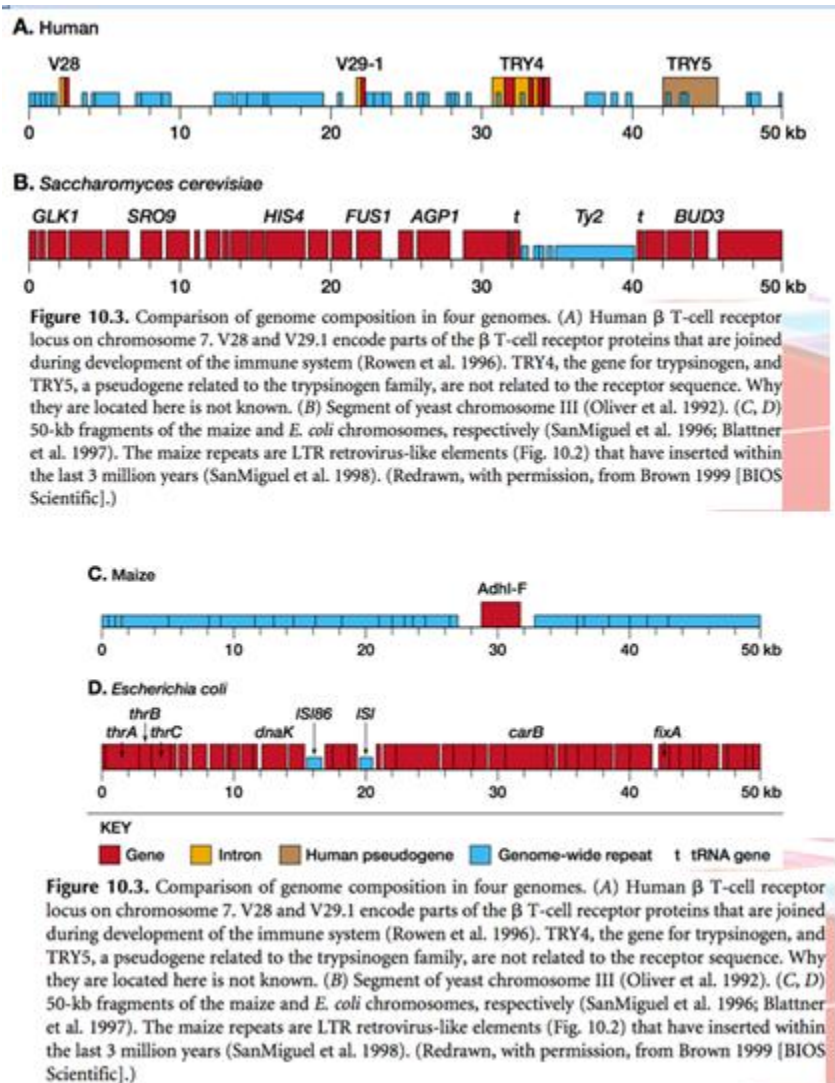 A. Human
V28 V29-1 TRY4 TRY5
0 10 20 30 40 50 kb
B. Saccharomyces cerevisiae
GLK1 SRO9 HIS4 FUS1 AGP1 t Ty2 t BUD3
0 10 20 30 40 50 kb
Figure 10.3. Comparison of genome composition in four genomes. (A) Human β T-cell receptor
locus on chromosome 7. V28 and V29.1 encode parts of the β T-cell receptor proteins that are joined
during development of the immune system (Rowen et al. 1996). TRY4, the gene for trypsinogen, and
TRY5, a pseudogene related to the trypsinogen family, are not related to the receptor sequence. Why
they are located here is not known. (B) Segment of yeast chromosome III (Oliver et al. 1992). (C, D)
50-kb fragments of the maize and E. coli chromosomes, respectively (SanMiguel et al. 1996; Blattner
et al. 1997). The maize repeats are LTR retrovirus-like elements (Fig. 10.2) that have inserted within
the last 3 million years (SanMiguel et al. 1998). (Redrawn, with permission, from Brown 1999 [BIOS
Scientific].)
C. Maize
AdhI-F
0 10 20 30 40 50 kb
D. Escherichia coli
thrB IS186 ISI
thrA thrC dnaK carB fixA
0 10 20 30 40 50 kb
KEY
Gene Intron Human pseudogene Genome-wide repeat t tRNA gene
Figure 10.3. Comparison of genome composition in four genomes. (A) Human β T-cell receptor
locus on chromosome 7. V28 and V29.1 encode parts of the β T-cell receptor proteins that are joined
during development of the immune system (Rowen et al. 1996). TRY4, the gene for trypsinogen, and
TRY5, a pseudogene related to the trypsinogen family, are not related to the receptor sequence. Why
they are located here is not known. (B) Segment of yeast chromosome III (Oliver et al. 1992). (C, D)
50-kb fragments of the maize and E. coli chromosomes, respectively (SanMiguel et al. 1996; Blattner
et al. 1997). The maize repeats are LTR retrovirus-like elements (Fig. 10.2) that have inserted within
the last 3 million years (SanMiguel et al. 1998). (Redrawn, with permission, from Brown 1999 [BIOS
Scientific].)